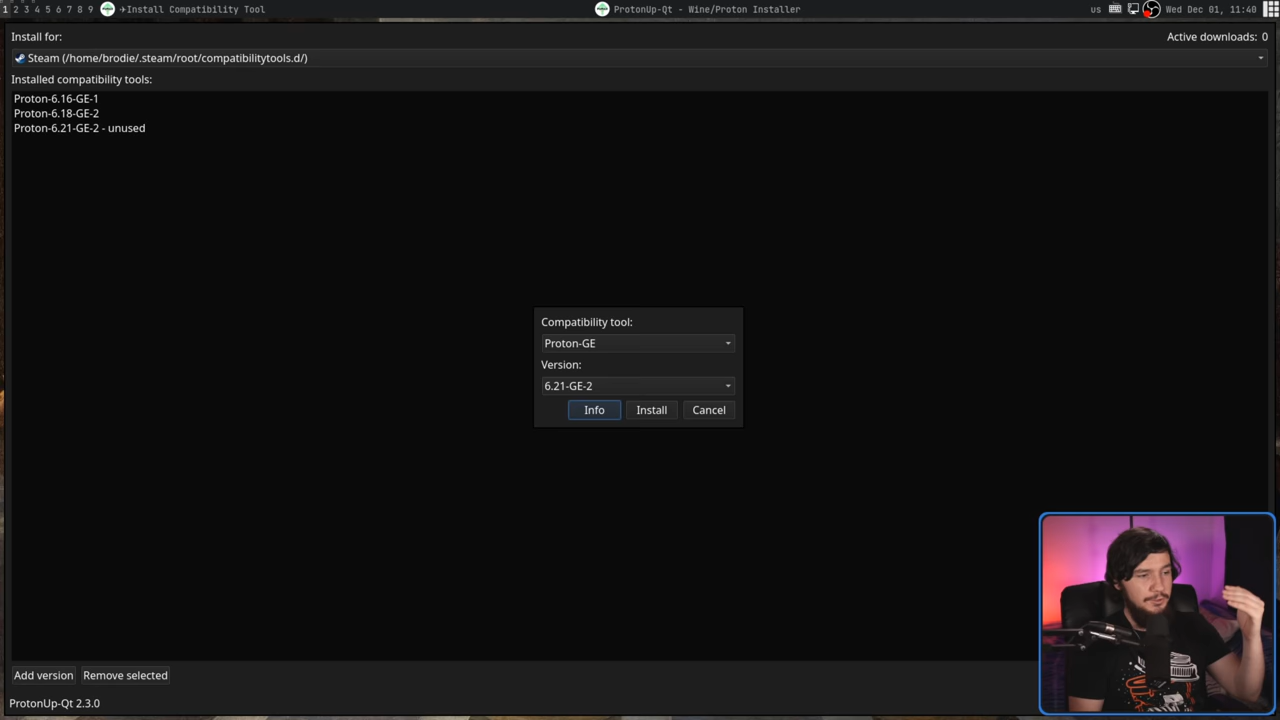 1 2 3 4 5 6 7 8 9 ✈Install Compatibility Tool ProtonUp-Qt - Wine/Proton Installer us Wed Dec 01, 11:40
Install for: Active downloads: 0
Steam (/home/brodie/.steam/root/compatibilitytools.d/)
Installed compatibility tools:
Proton-6.16-GE-1
Proton-6.18-GE-2
Proton-6.21-GE-2 - unused
Compatibility tool:
Proton-GE
Version:
6.21-GE-2
Info Install Cancel
Add version Remove selected
ProtonUp-Qt 2.3.0